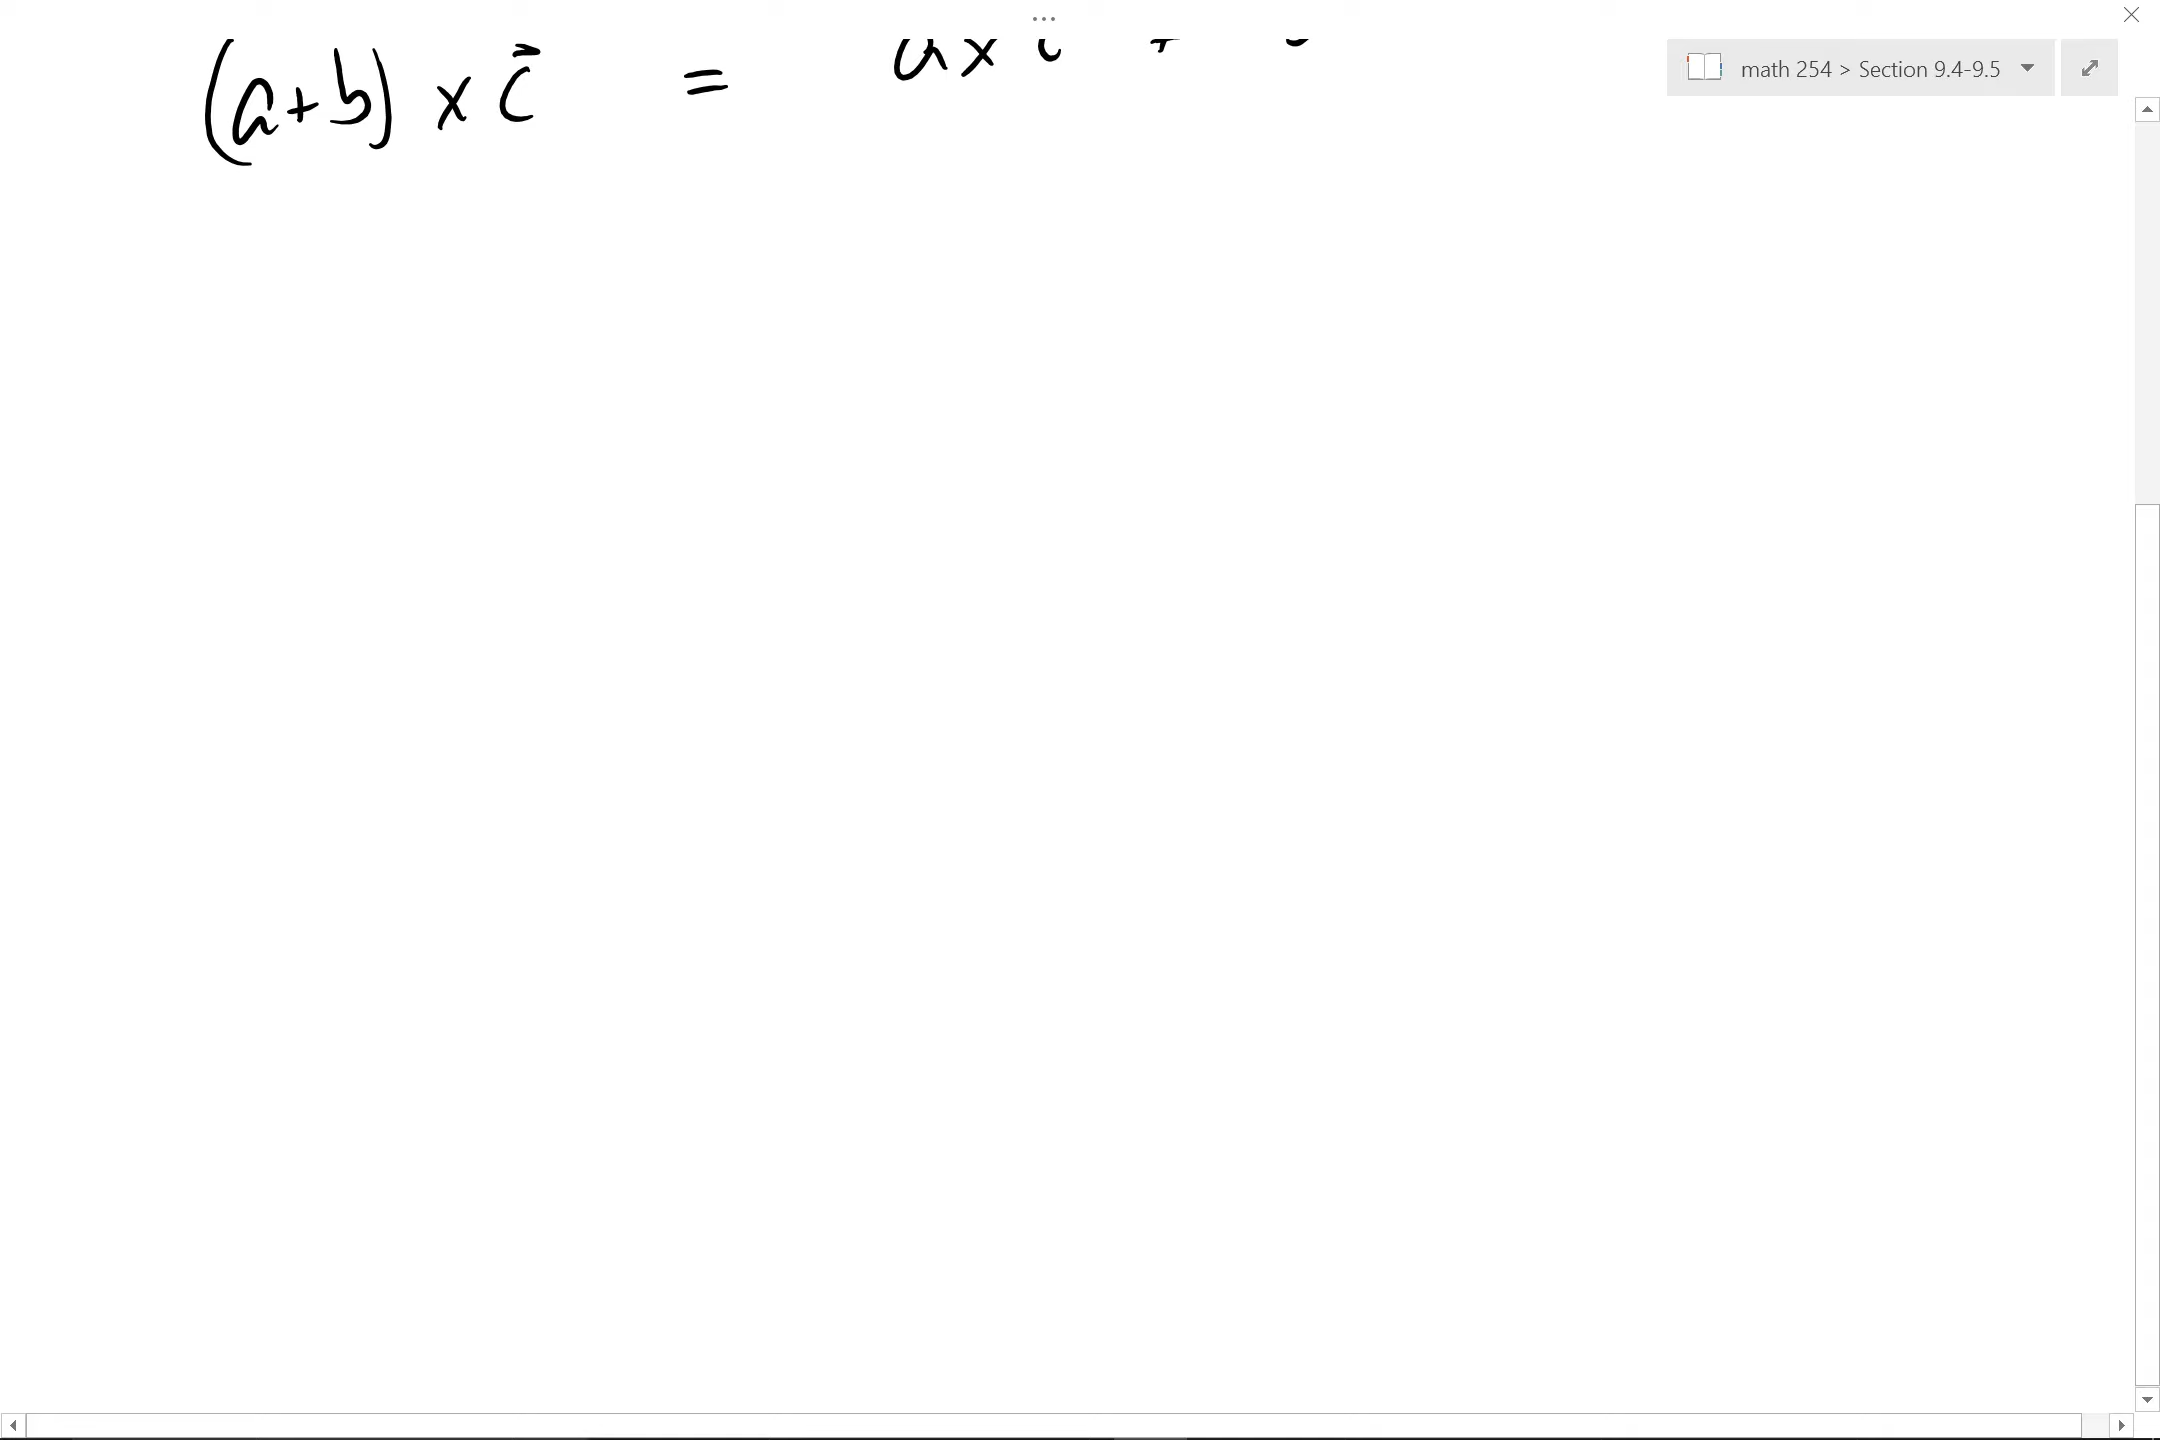 (a+b) × c⃗ = a × c +
math 254 > Section 9.4-9.5